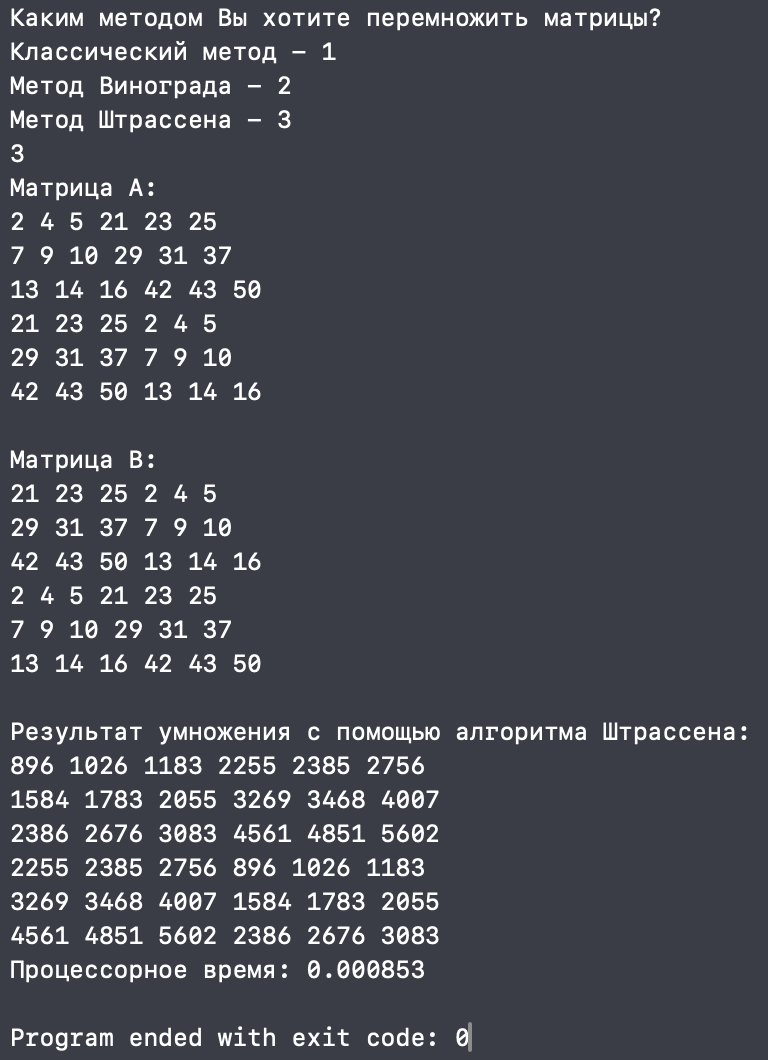 Каким методом Вы хотите перемножить матрицы?
Классический метод – 1
Метод Винограда – 2
Метод Штрассена – 3
3
Матрица A:
2 4 5 21 23 25
7 9 10 29 31 37
13 14 16 42 43 50
21 23 25 2 4 5
29 31 37 7 9 10
42 43 50 13 14 16

Матрица B:
21 23 25 2 4 5
29 31 37 7 9 10
42 43 50 13 14 16
2 4 5 21 23 25
7 9 10 29 31 37
13 14 16 42 43 50

Результат умножения с помощью алгоритма Штрассена:
896 1026 1183 2255 2385 2756
1584 1783 2055 3269 3468 4007
2386 2676 3083 4561 4851 5602
2255 2385 2756 896 1026 1183
3269 3468 4007 1584 1783 2055
4561 4851 5602 2386 2676 3083
Процессорное время: 0.000853

Program ended with exit code: 0